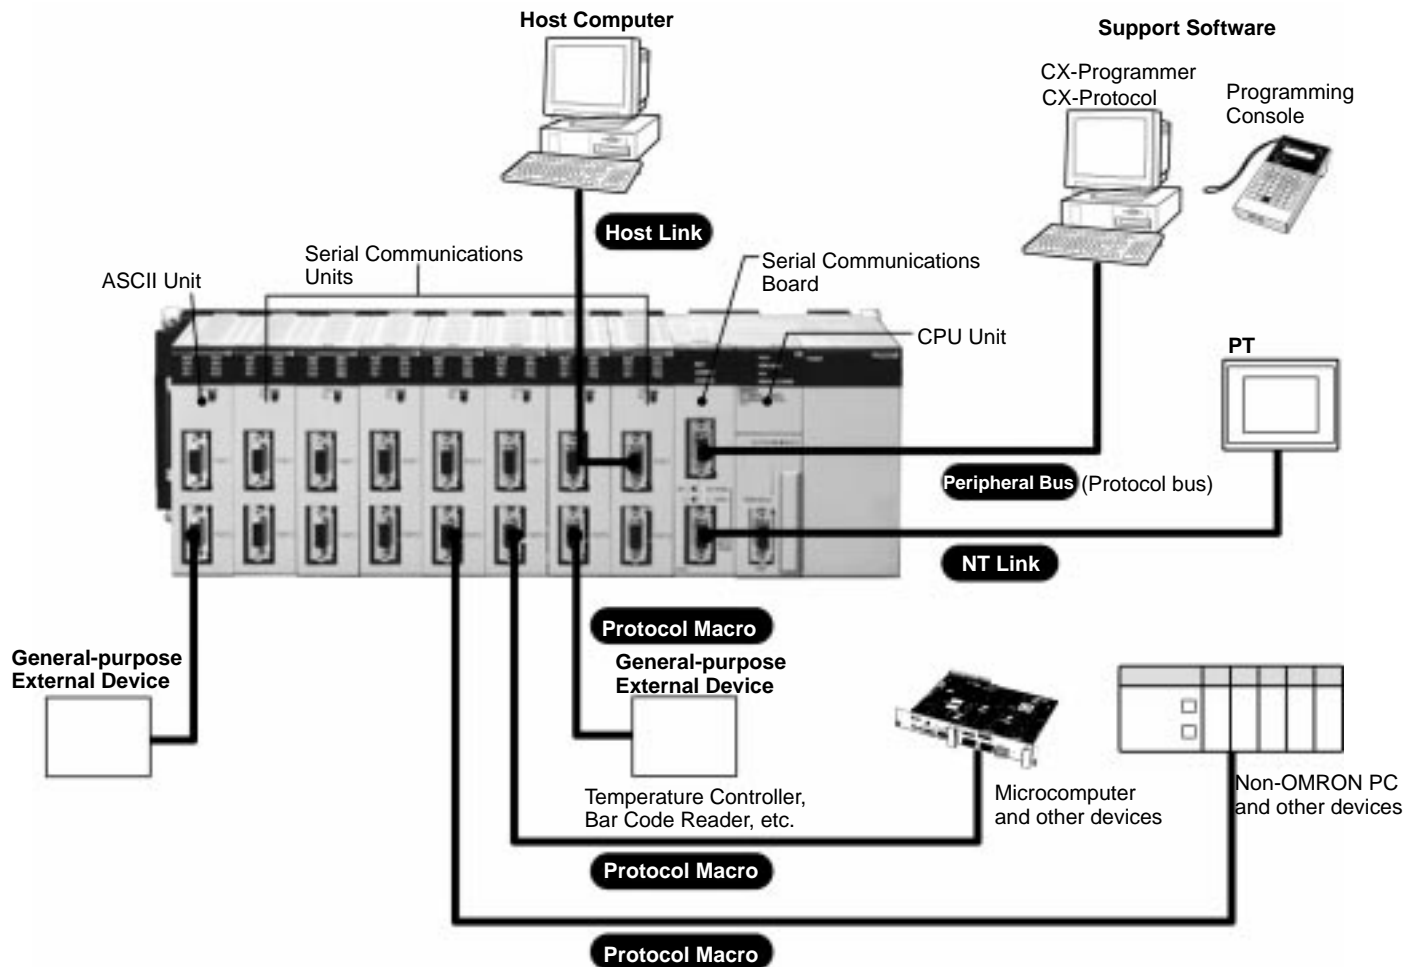 Host Computer
Support Software
CX-Programmer
CX-Protocol
Programming
Console
Host Link
Serial Communications
Units
ASCII Unit
Serial Communications
Board
CPU Unit
PT
Peripheral Bus (Protocol bus)
NT Link
Protocol Macro
General-purpose
External Device
General-purpose
External Device
Temperature Controller,
Bar Code Reader, etc.
Microcomputer
and other devices
Non-OMRON PC
and other devices
Protocol Macro
Protocol Macro